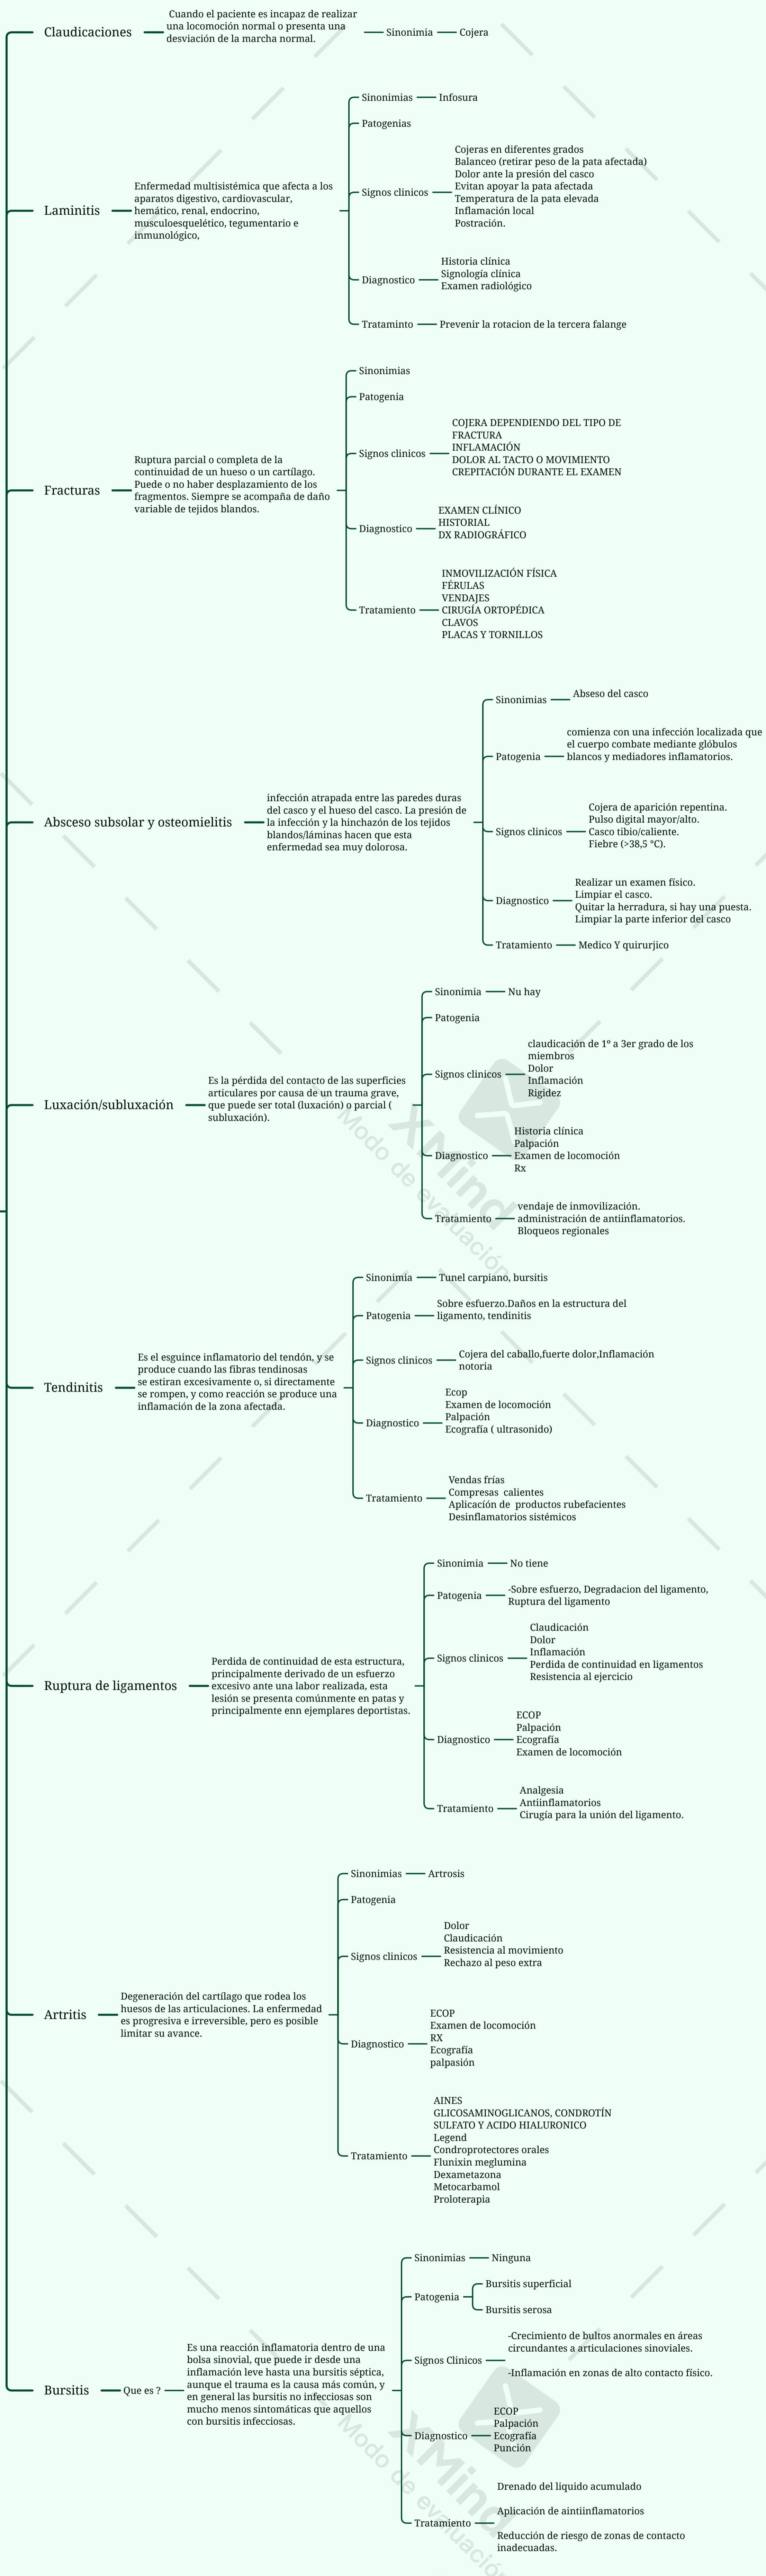 Claudicaciones
Cuando el paciente es incapaz de realizar
una locomoción normal o presenta una
desviación de la marcha normal.
Sinonimia
Cojera
Laminitis
Enfermedad multisistémica que afecta a los
aparatos digestivo, cardiovascular,
hemático, renal, endocrino,
musculoesquelético, tegumentario e
inmunológico,
Sinonimias
Infosura
Patogenias
Signos clinicos
Cojeras en diferentes grados
Balanceo (retirar peso de la pata afectada)
Dolor ante la presión del casco
Evitan apoyar la pata afectada
Temperatura de la pata elevada
Inflamación local
Postración.
Diagnostico
Historia clínica
Signología clínica
Examen radiológico
Trataminto
Prevenir la rotacion de la tercera falange
Fracturas
Ruptura parcial o completa de la
continuidad de un hueso o un cartílago.
Puede o no haber desplazamiento de los
fragmentos. Siempre se acompaña de daño
variable de tejidos blandos.
Sinonimias
Patogenia
Signos clinicos
COJERA DEPENDIENDO DEL TIPO DE
FRACTURA
INFLAMACIÓN
DOLOR AL TACTO O MOVIMIENTO
CREPITACIÓN DURANTE EL EXAMEN
Diagnostico
EXAMEN CLÍNICO
HISTORIAL
DX RADIOGRÁFICO
Tratamiento
INMOVILIZACIÓN FÍSICA
FÉRULAS
VENDAJES
CIRUGÍA ORTOPÉDICA
CLAVOS
PLACAS Y TORNILLOS
Absceso subsolar y osteomielitis
infección atrapada entre las paredes duras
del casco y el hueso del casco. La presión de
la infección y la hinchazón de los tejidos
blandos/láminas hacen que esta
enfermedad sea muy dolorosa.
Sinonimias
Abseso del casco
Patogenia
comienza con una infección localizada que
el cuerpo combate mediante glóbulos
blancos y mediadores inflamatorios.
Signos clinicos
Cojera de aparición repentina.
Pulso digital mayor/alto.
Casco tibio/caliente.
Fiebre (>38,5 °C).
Diagnostico
Realizar un examen físico.
Limpiar el casco.
Quitar la herradura, si hay una puesta.
Limpiar la parte inferior del casco
Tratamiento
Medico Y quirurjico
Luxación/subluxación
Es la pérdida del contacto de las superficies
articulares por causa de un trauma grave,
que puede ser total (luxación) o parcial (
subluxación).
Sinonimia
Nu hay
Patogenia
Signos clinicos
claudicación de 1º a 3er grado de los
miembros
Dolor
Inflamación
Rigidez
Diagnostico
Historia clínica
Palpación
Examen de locomoción
Rx
Tratamiento
vendaje de inmovilización.
administración de antiinflamatorios.
Bloqueos regionales
XMind
Modo de evaluación
Tendinitis
Es el esguince inflamatorio del tendón, y se
produce cuando las fibras tendinosas
se estiran excesivamente o, si directamente
se rompen, y como reacción se produce una
inflamación de la zona afectada.
Sinonimia
Tunel carpiano, bursitis
Patogenia
Sobre esfuerzo.Daños en la estructura del
ligamento, tendinitis
Signos clinicos
Cojera del caballo,fuerte dolor,Inflamación
notoria
Diagnostico
Ecop
Examen de locomoción
Palpación
Ecografía ( ultrasonido)
Tratamiento
Vendas frías
Compresas  calientes
Aplicacíón de  productos rubefacientes
Desinflamatorios sistémicos
Ruptura de ligamentos
Perdida de continuidad de esta estructura,
principalmente derivado de un esfuerzo
excesivo ante una labor realizada, esta
lesión se presenta comúnmente en patas y
principalmente enn ejemplares deportistas.
Sinonimia
No tiene
Patogenia
-Sobre esfuerzo, Degradacion del ligamento,
Ruptura del ligamento
Signos clinicos
Claudicación
Dolor
Inflamación
Perdida de continuidad en ligamentos
Resistencia al ejercicio
Diagnostico
ECOP
Palpación
Ecografía
Examen de locomoción
Tratamiento
Analgesia
Antiinflamatorios
Cirugía para la unión del ligamento.
Artritis
Degeneración del cartílago que rodea los
huesos de las articulaciones. La enfermedad
es progresiva e irreversible, pero es posible
limitar su avance.
Sinonimias
Artrosis
Patogenia
Signos clinicos
Dolor
Claudicación
Resistencia al movimiento
Rechazo al peso extra
Diagnostico
ECOP
Examen de locomoción
RX
Ecografía
palpasión
Tratamiento
AINES
GLICOSAMINOGLICANOS, CONDROTÍN
SULFATO Y ACIDO HIALURONICO
Legend
Condroprotectores orales
Flunixin meglumina
Dexametazona
Metocarbamol
Proloterapia
Bursitis
Que es ?
Es una reacción inflamatoria dentro de una
bolsa sinovial, que puede ir desde una
inflamación leve hasta una bursitis séptica,
aunque el trauma es la causa más común, y
en general las bursitis no infecciosas son
mucho menos sintomáticas que aquellos
con bursitis infecciosas.
Sinonimias
Ninguna
Patogenia
Bursitis superficial
Bursitis serosa
Signos Clinicos
-Crecimiento de bultos anormales en áreas
circundantes a articulaciones sinoviales.
-Inflamación en zonas de alto contacto físico.
Diagnostico
ECOP
Palpación
Ecografía
Punción
Tratamiento
Drenado del liquido acumulado
Aplicación de aintiinflamatorios
Reducción de riesgo de zonas de contacto
inadecuadas.
XMind
Modo de evaluación